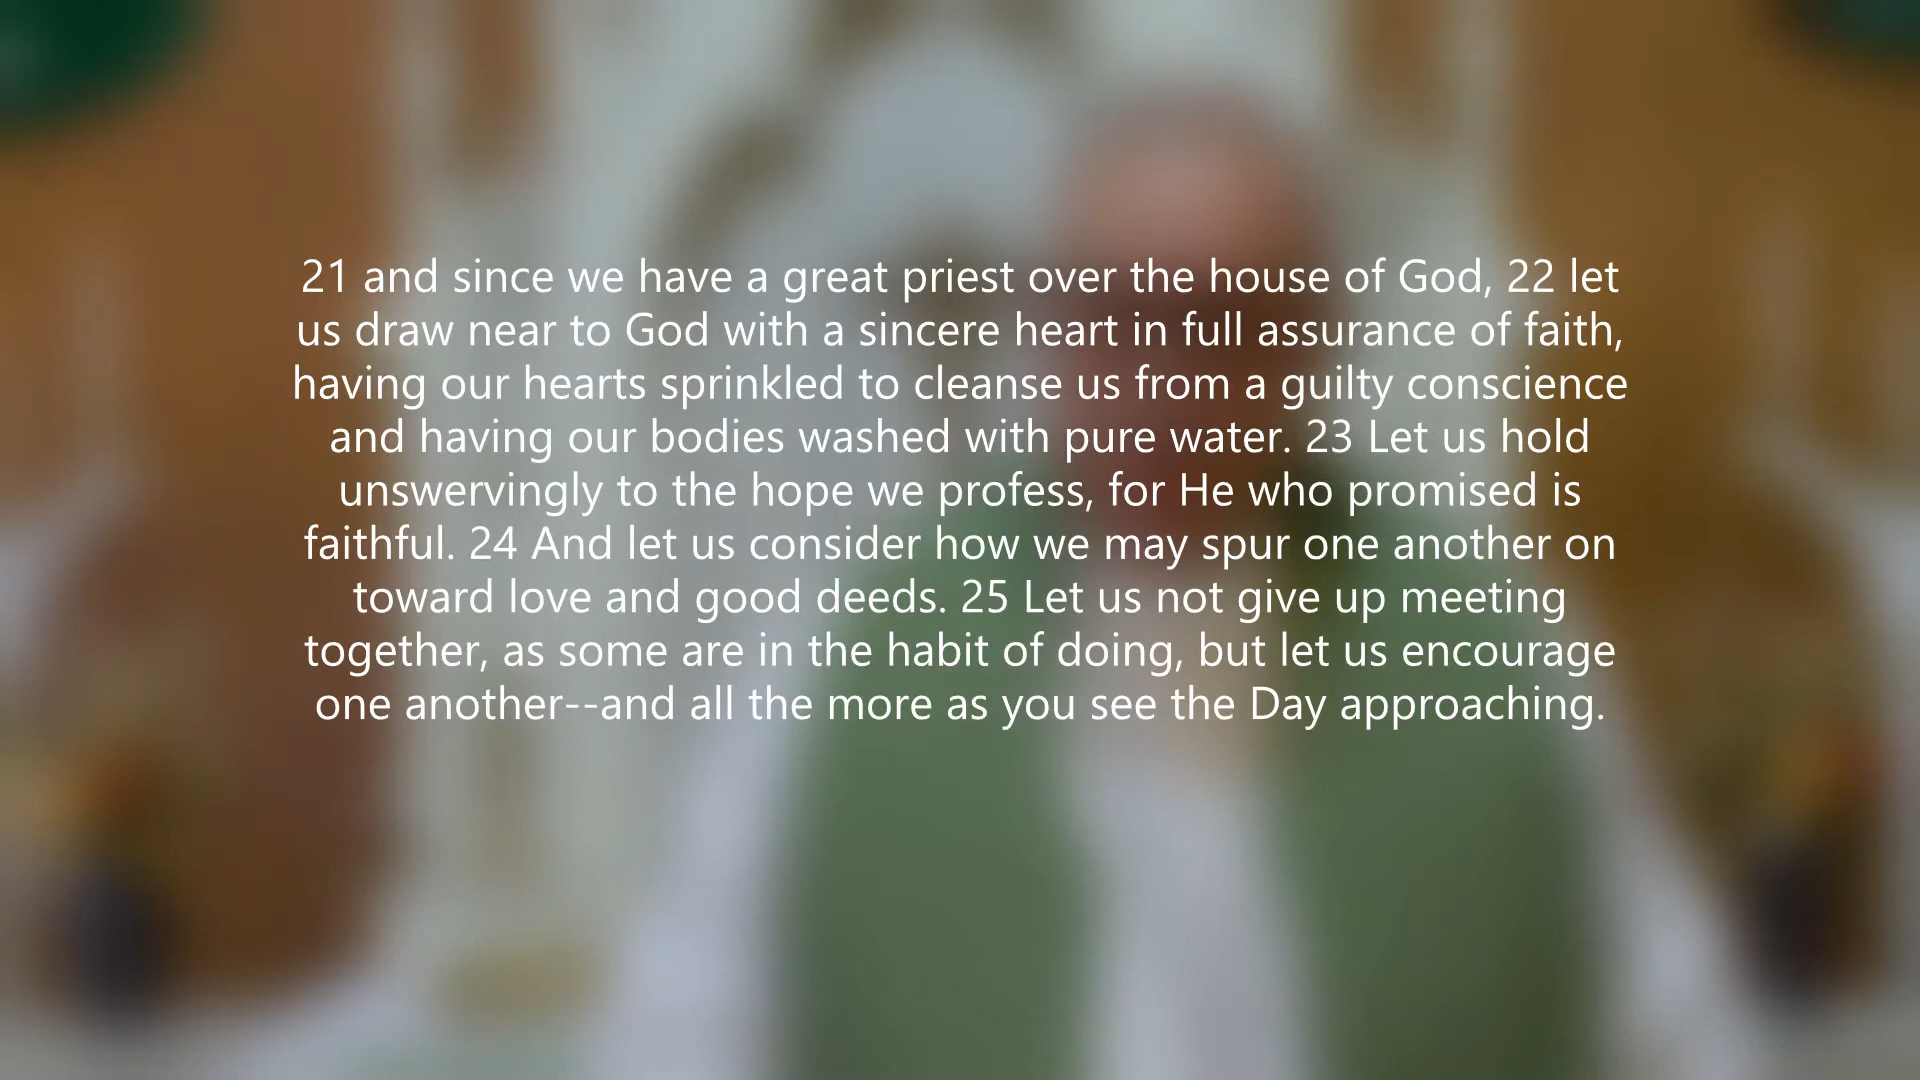 21 and since we have a great priest over the house of God, 22 let
us draw near to God with a sincere heart in full assurance of faith,
having our hearts sprinkled to cleanse us from a guilty conscience
and having our bodies washed with pure water. 23 Let us hold
unswervingly to the hope we profess, for He who promised is
faithful. 24 And let us consider how we may spur one another on
toward love and good deeds. 25 Let us not give up meeting
together, as some are in the habit of doing, but let us encourage
one another--and all the more as you see the Day approaching.